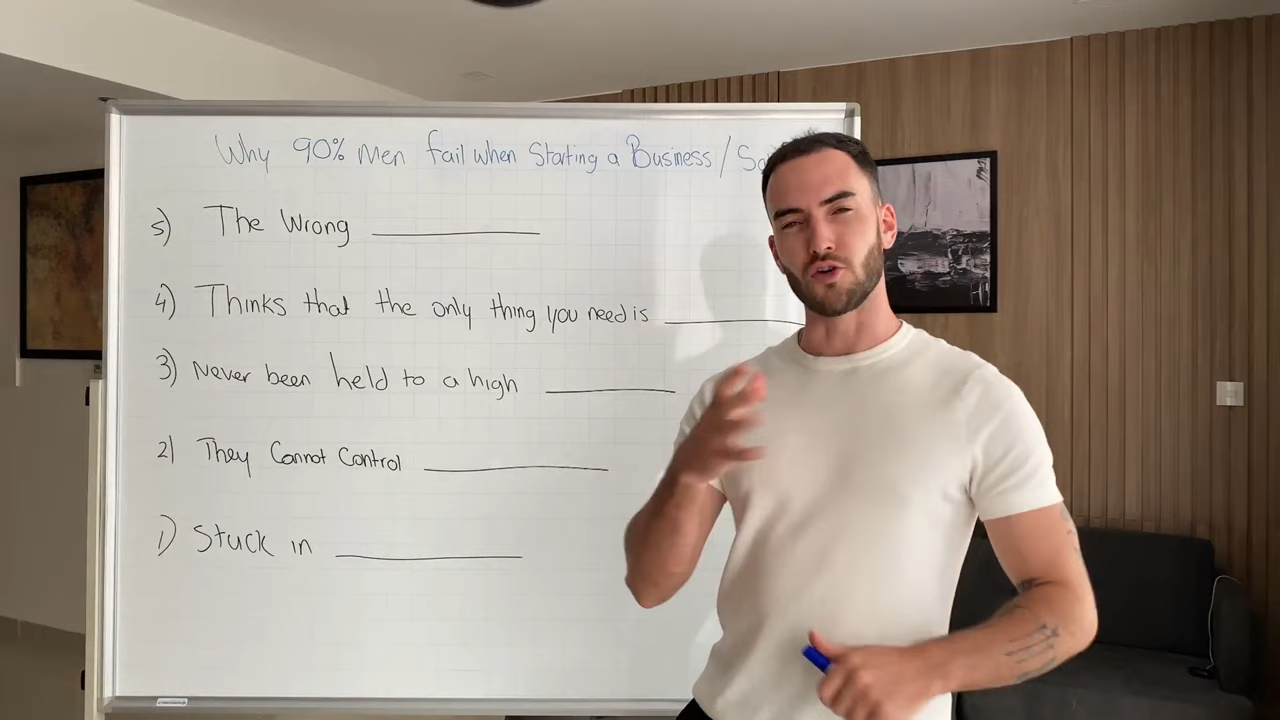 Why 90% Men fail when Starting a Business /
5) The Wrong
4) Thinks that the only thing you need is
3) Never been held to a high
2) They Cannot Control
1) Stuck in